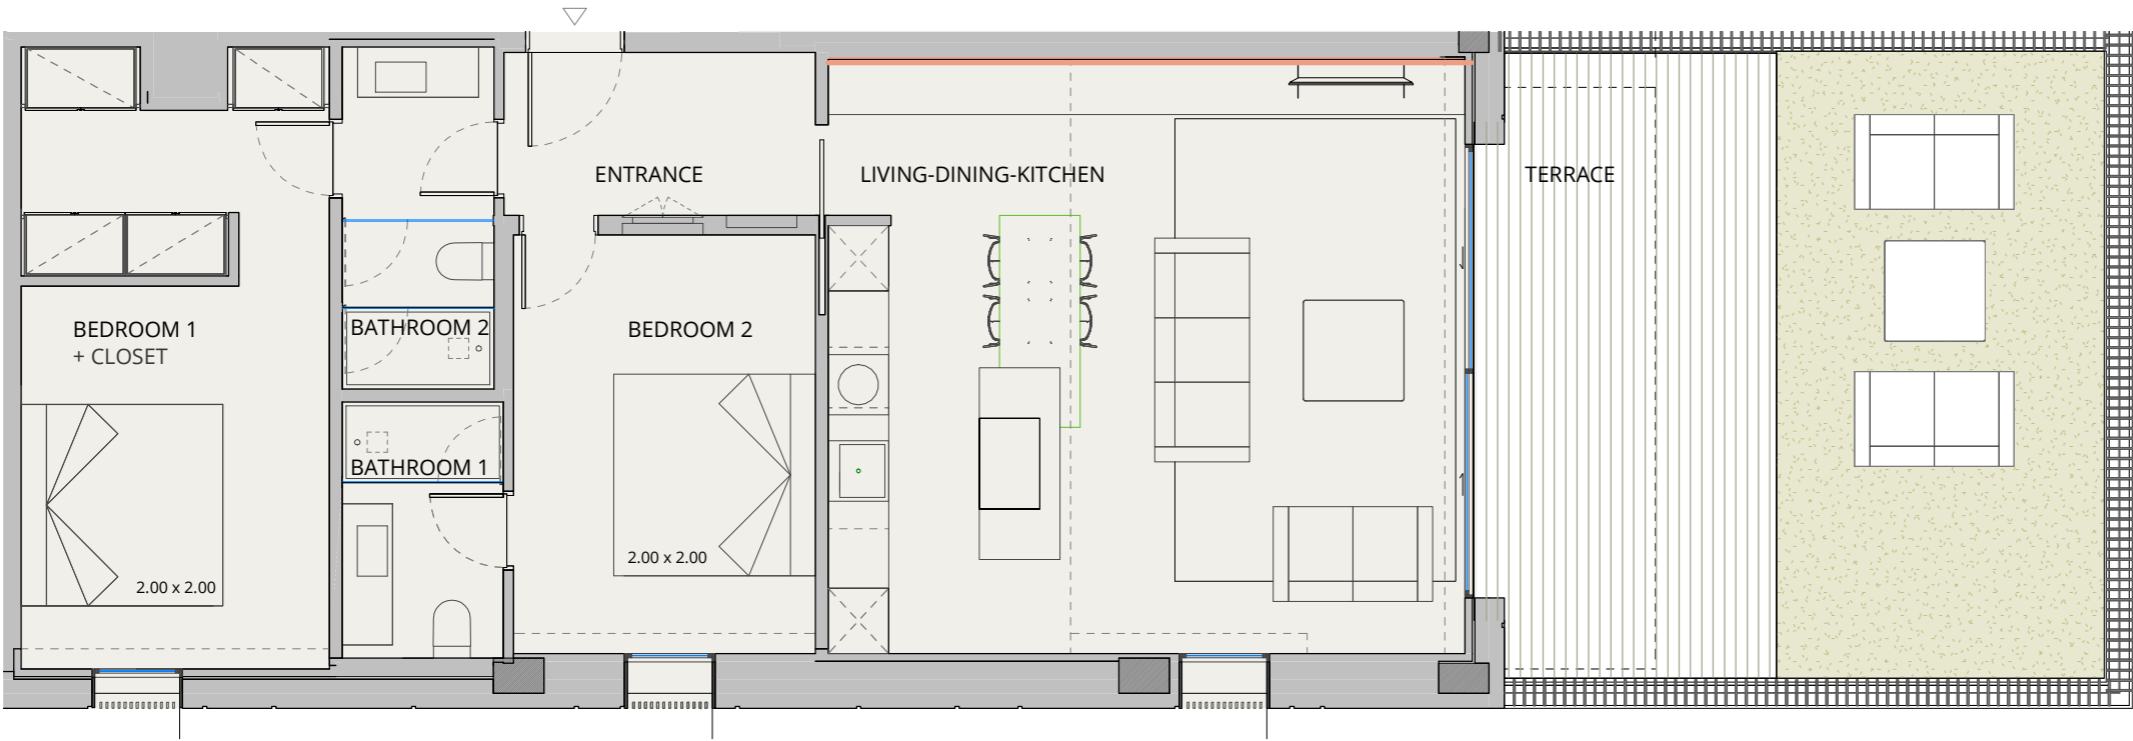 ENTRANCE
LIVING-DINING-KITCHEN
TERRACE
BEDROOM 1
+ CLOSET
BATHROOM 2
BEDROOM 2
BATHROOM 1
2.00 x 2.00
2.00 x 2.00